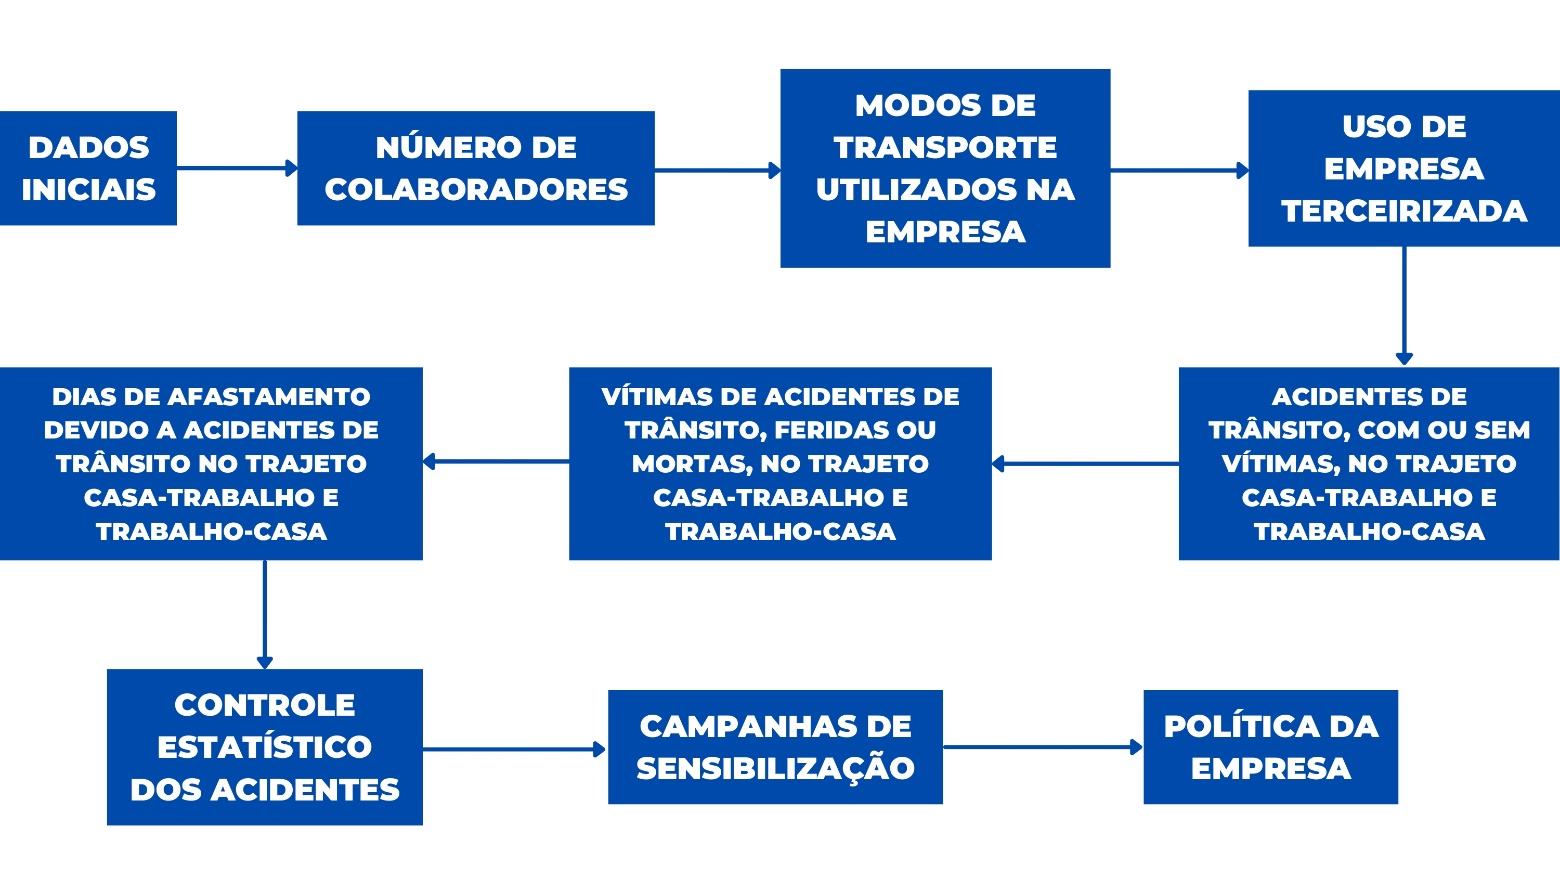 DADOS
INICIAIS
NÚMERO DE
COLABORADORES
MODOS DE
TRANSPORTE
UTILIZADOS NA
EMPRESA
USO DE
EMPRESA
TERCEIRIZADA
ACIDENTES DE
TRÂNSITO, COM OU SEM
VÍTIMAS, NO TRAJETO
CASA-TRABALHO E
TRABALHO-CASA
VÍTIMAS DE ACIDENTES DE
TRÂNSITO, FERIDAS OU
MORTAS, NO TRAJETO
CASA-TRABALHO E
TRABALHO-CASA
DIAS DE AFASTAMENTO
DEVIDO A ACIDENTES DE
TRÂNSITO NO TRAJETO
CASA-TRABALHO E
TRABALHO-CASA
CONTROLE
ESTATÍSTICO
DOS ACIDENTES
CAMPANHAS DE
SENSIBILIZAÇÃO
POLÍTICA DA
EMPRESA